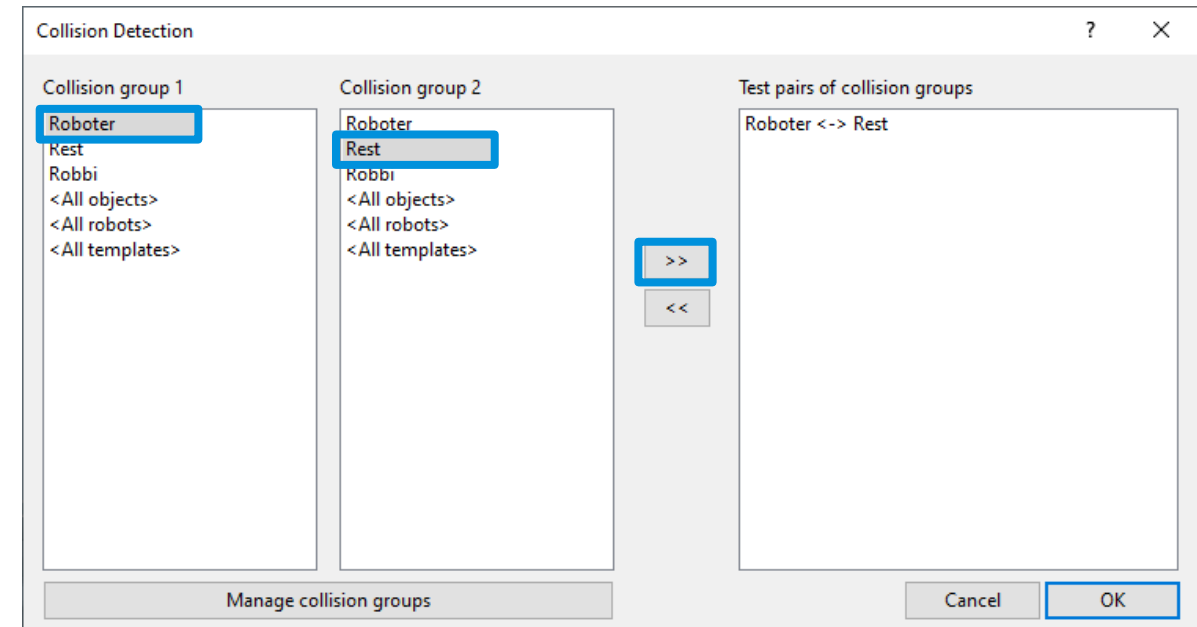 Collision Detection
?
Collision group 1
Collision group 2
Test pairs of collision groups
Roboter
Rest
Robbi
<All objects>
<All robots>
<All templates>
Roboter
Rest
Robbi
<All objects>
<All robots>
<All templates>
>>
<<
Roboter <-> Rest
Manage collision groups
Cancel
OK